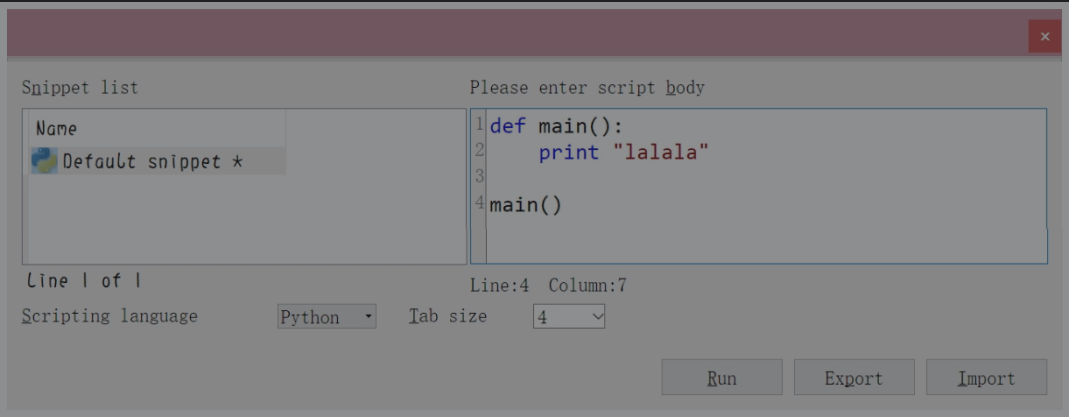 Snippet list
Name
Default snippet *
Line 1 of 1
Please enter script body
1 def main():
2     print "lalala"
3
4 main()
Line:4  Column:7
Scripting language Python Tab size 4
Run Export Import